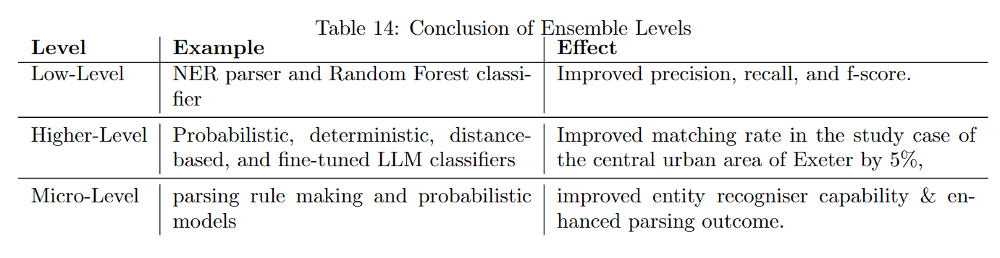 Table 14: Conclusion of Ensemble Levels
Level Example Effect
Low-Level NER parser and Random Forest classi- Improved precision, recall, and f-score.
fier
Higher-Level Probabilistic, deterministic, distance- Improved matching rate in the study case of
based, and fine-tuned LLM classifiers the central urban area of Exeter by 5%,
Micro-Level parsing rule making and probabilistic improved entity recogniser capability & en-
models hanced parsing outcome.